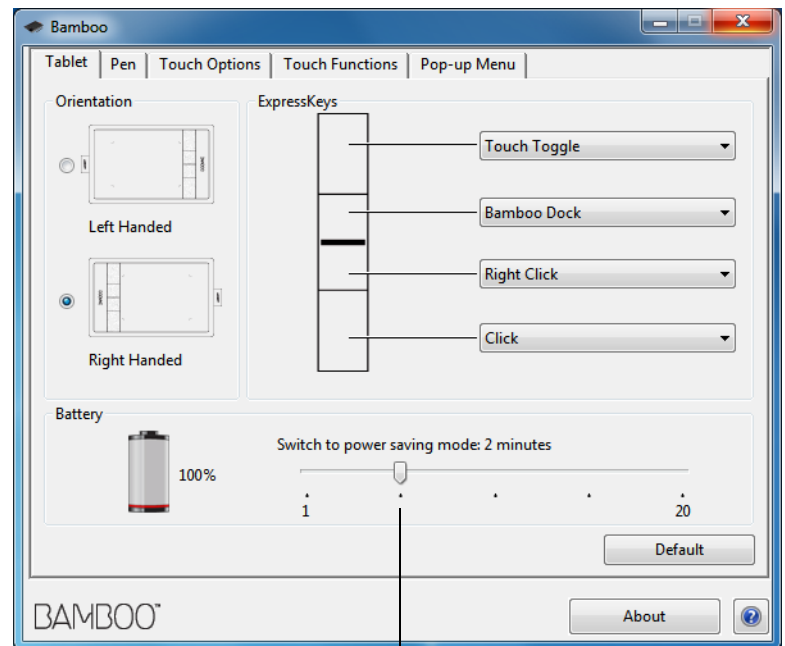 Bamboo
Tablet Pen Touch Options Touch Functions Pop-up Menu
Orientation
Left Handed
Right Handed
ExpressKeys
Touch Toggle
Bamboo Dock
Right Click
Click
Battery
100%
Switch to power saving mode: 2 minutes
1 20
Default
BAMBOO™
About